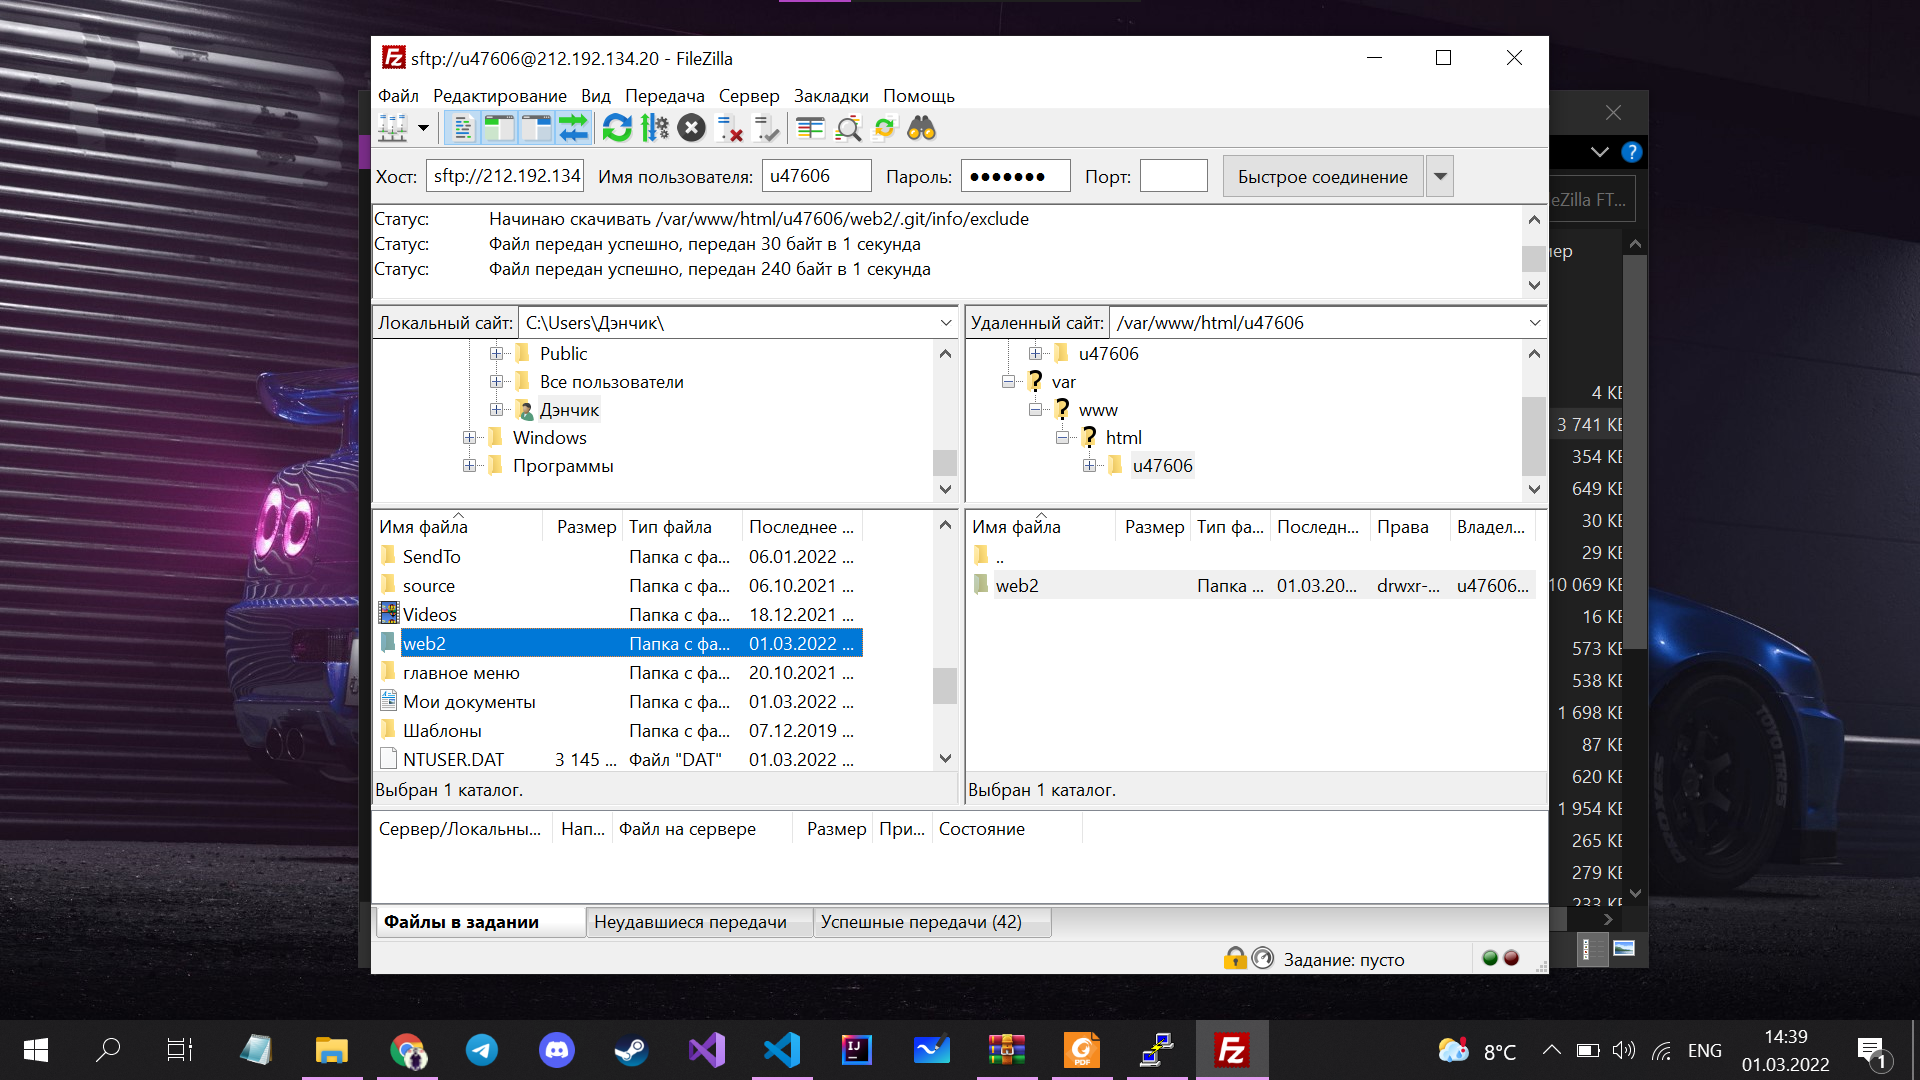 sftp://u47606@212.192.134.20 - FileZilla
Файл Редактирование Вид Передача Сервер Закладки Помощь
Хост: sftp://212.192.134 Имя пользователя: u47606 Пароль: ●●●●●●● Порт: Быстрое соединение
eZilla FT...
Статус: Начинаю скачивать /var/www/html/u47606/web2/.git/info/exclude
Статус: Файл передан успешно, передан 30 байт в 1 секунда
Статус: Файл передан успешно, передан 240 байт в 1 секунда
Локальный сайт: C:\Users\Дэнчик\
Public
Все пользователи
Дэнчик
Windows
Программы
Удаленный сайт: /var/www/html/u47606
u47606
? var
? www
? html
u47606
Имя файла Размер Тип файла Последнее ...
SendTo Папка с фа... 06.01.2022 ...
source Папка с фа... 06.10.2021 ...
Videos Папка с фа... 18.12.2021 ...
web2 Папка с фа... 01.03.2022 ...
главное меню Папка с фа... 20.10.2021 ...
Мои документы Папка с фа... 01.03.2022 ...
Шаблоны Папка с фа... 07.12.2019 ...
NTUSER.DAT 3 145 ... Файл "DAT" 01.03.2022 ...
Выбран 1 каталог.
Имя файла Размер Тип фа... Последн... Права Владел...
..
web2 Папка ... 01.03.20... drwxr-... u47606...
Выбран 1 каталог.
Сервер/Локальны... Нап... Файл на сервере Размер При... Состояние
Файлы в задании Неудавшиеся передачи Успешные передачи (42)
Задание: пусто
4 КБ
3 741 КБ
354 КБ
649 КБ
30 КБ
29 КБ
10 069 КБ
16 КБ
573 КБ
538 КБ
1 698 КБ
87 КБ
620 КБ
1 954 КБ
265 КБ
279 КБ
233 КБ
TOYO TIRES
PDF
8°C
ENG
14:39
01.03.2022
1